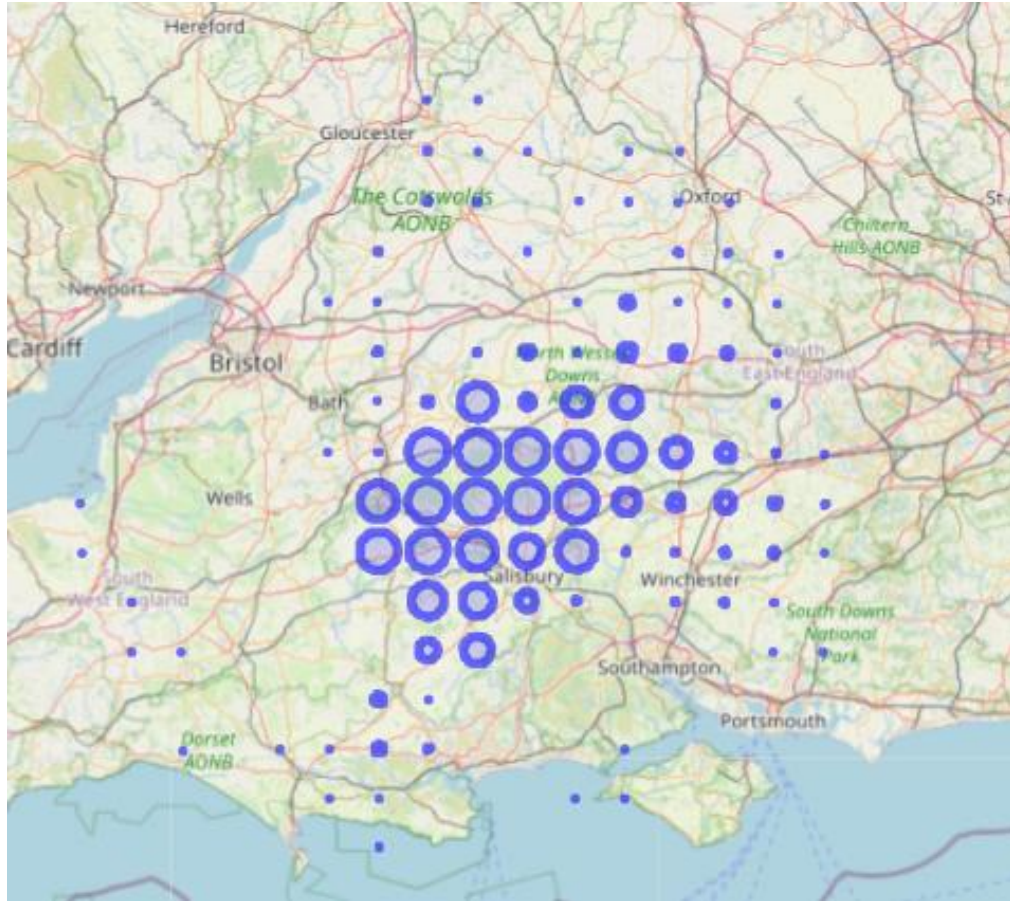 Hereford
Gloucester
The Cotswolds
AONB
Oxford
St
Chiltern
Hills AONB
Newport
Cardiff
Bristol
North Wessex
Downs
South
East England
Bath
Wells
Salisbury
Winchester
South
West England
South Downs
National
Park
Southampton
Portsmouth
Dorset
AONB